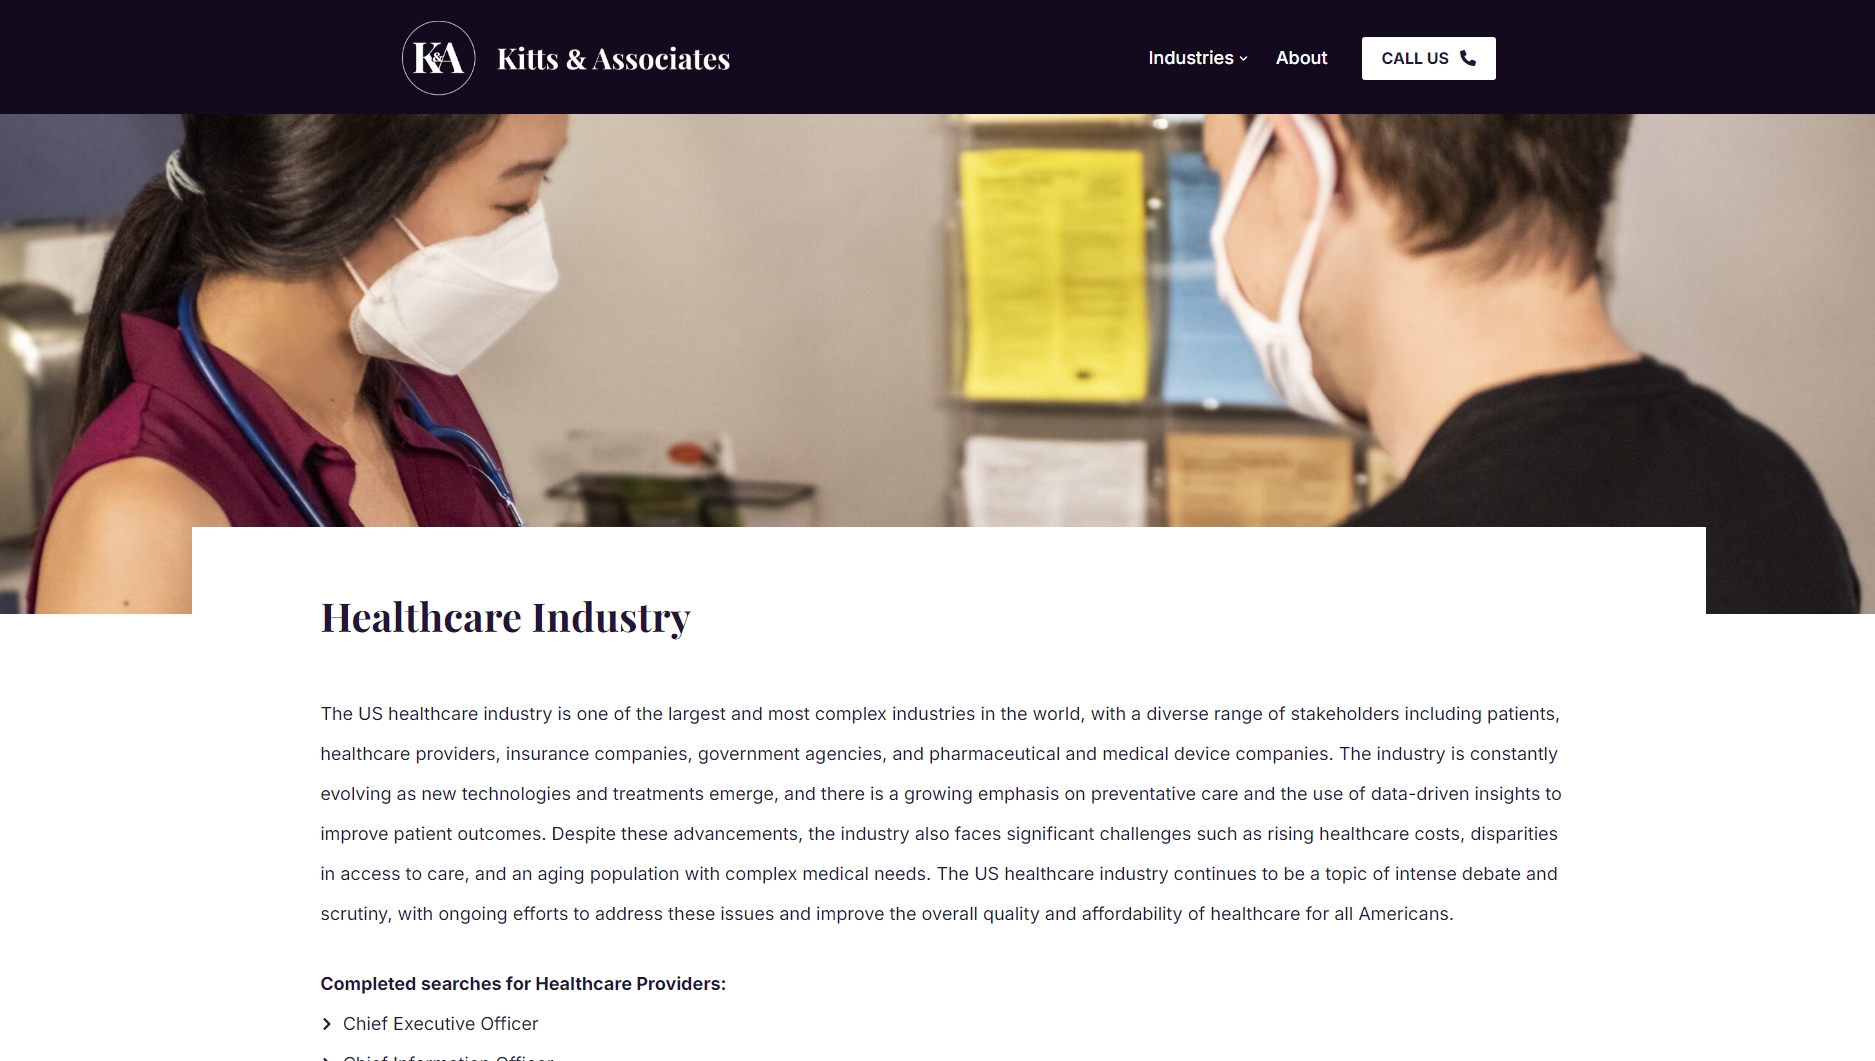 K&A
Kitts & Associates
Industries
About
CALL US
Healthcare Industry
The US healthcare industry is one of the largest and most complex industries in the world, with a diverse range of stakeholders including patients,
healthcare providers, insurance companies, government agencies, and pharmaceutical and medical device companies. The industry is constantly
evolving as new technologies and treatments emerge, and there is a growing emphasis on preventative care and the use of data-driven insights to
improve patient outcomes. Despite these advancements, the industry also faces significant challenges such as rising healthcare costs, disparities
in access to care, and an aging population with complex medical needs. The US healthcare industry continues to be a topic of intense debate and
scrutiny, with ongoing efforts to address these issues and improve the overall quality and affordability of healthcare for all Americans.
Completed searches for Healthcare Providers:
Chief Executive Officer
Chief Information Officer